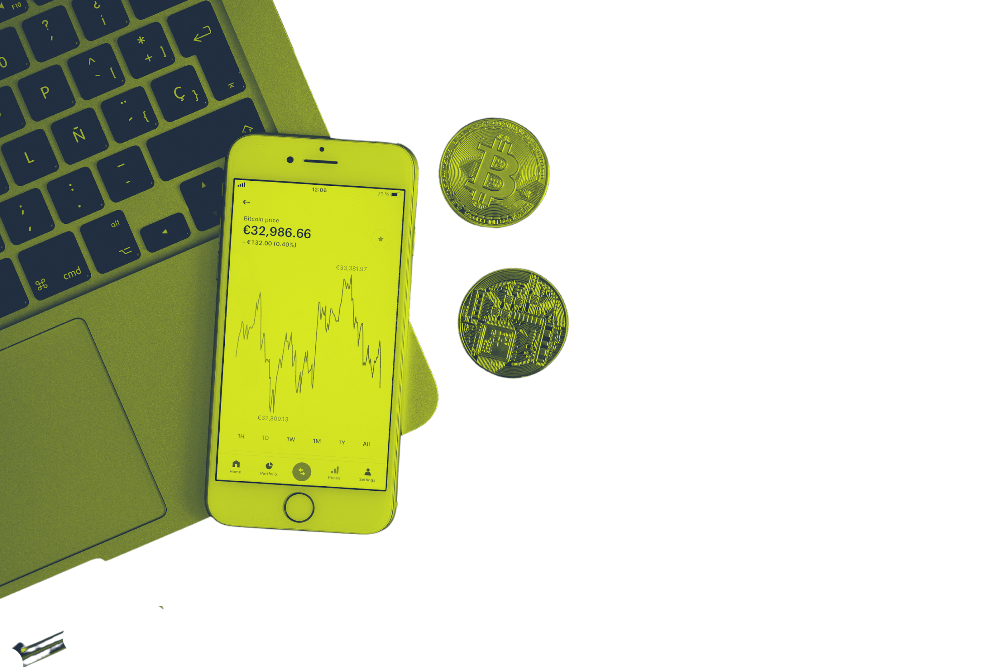 F10
?
'
¿
¡
0
P
^
` [
*
+ ]
L
Ñ
¨
´ {
Ç }
;
,
:
.
–
-
alt
cmd
12:06
71 %
Bitcoin price
€32,986.66
– €132.00 (0.40%)
€33,381.97
€32,809.13
1H 1D 1W 1M 1Y All
Home Portfolio Prices Settings